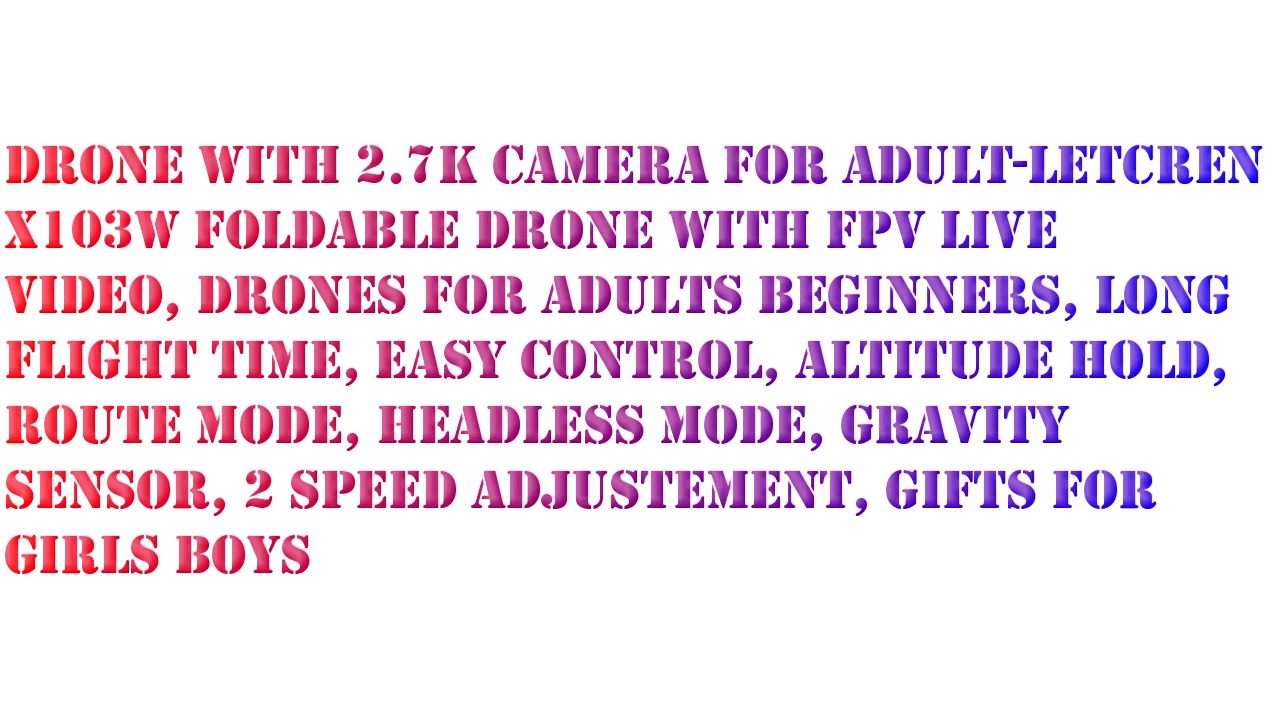 DRONE WITH 2.7K CAMERA FOR ADULT-LETCREN
X103W FOLDABLE DRONE WITH FPV LIVE
VIDEO, DRONES FOR ADULTS BEGINNERS, LONG
FLIGHT TIME, EASY CONTROL, ALTITUDE HOLD,
ROUTE MODE, HEADLESS MODE, GRAVITY
SENSOR, 2 SPEED ADJUSTEMENT, GIFTS FOR
GIRLS BOYS